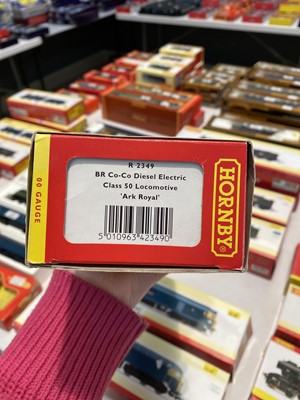 R 2349
BR Co-Co Diesel Electric
Class 50 Locomotive
'Ark Royal'
5 010963 423490
00 GAUGE
HORNBY